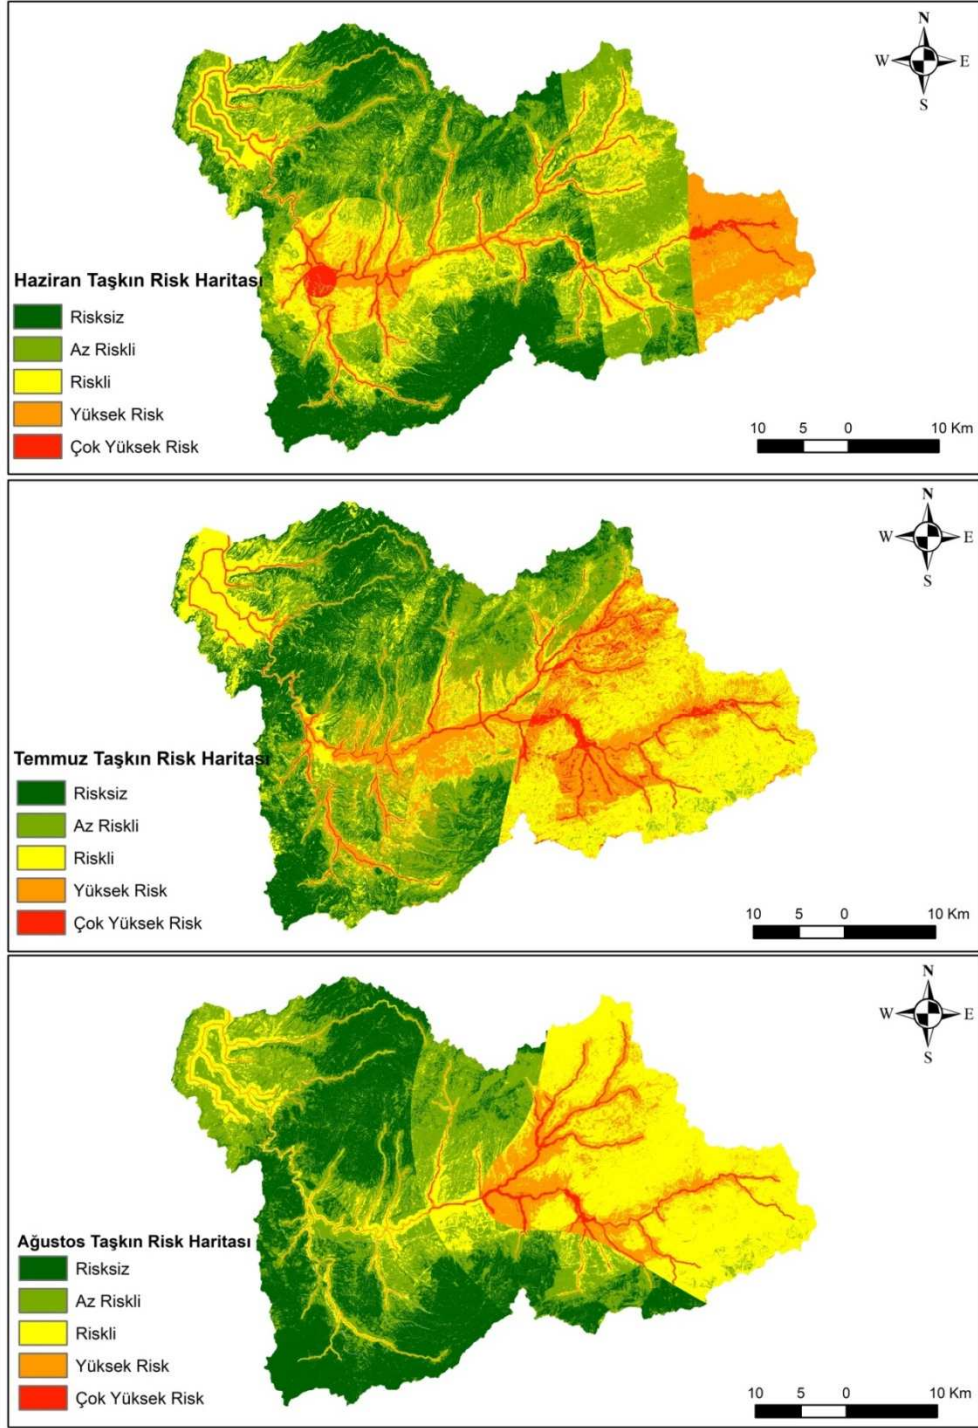 N
W E
S
Haziran Taşkın Risk Haritası
Risksiz
Az Riskli
Riskli
Yüksek Risk
Çok Yüksek Risk
10 5 0 10 Km
N
W E
S
Temmuz Taşkın Risk Haritası
Risksiz
Az Riskli
Riskli
Yüksek Risk
Çok Yüksek Risk
10 5 0 10 Km
N
W E
S
Ağustos Taşkın Risk Haritası
Risksiz
Az Riskli
Riskli
Yüksek Risk
Çok Yüksek Risk
10 5 0 10 Km